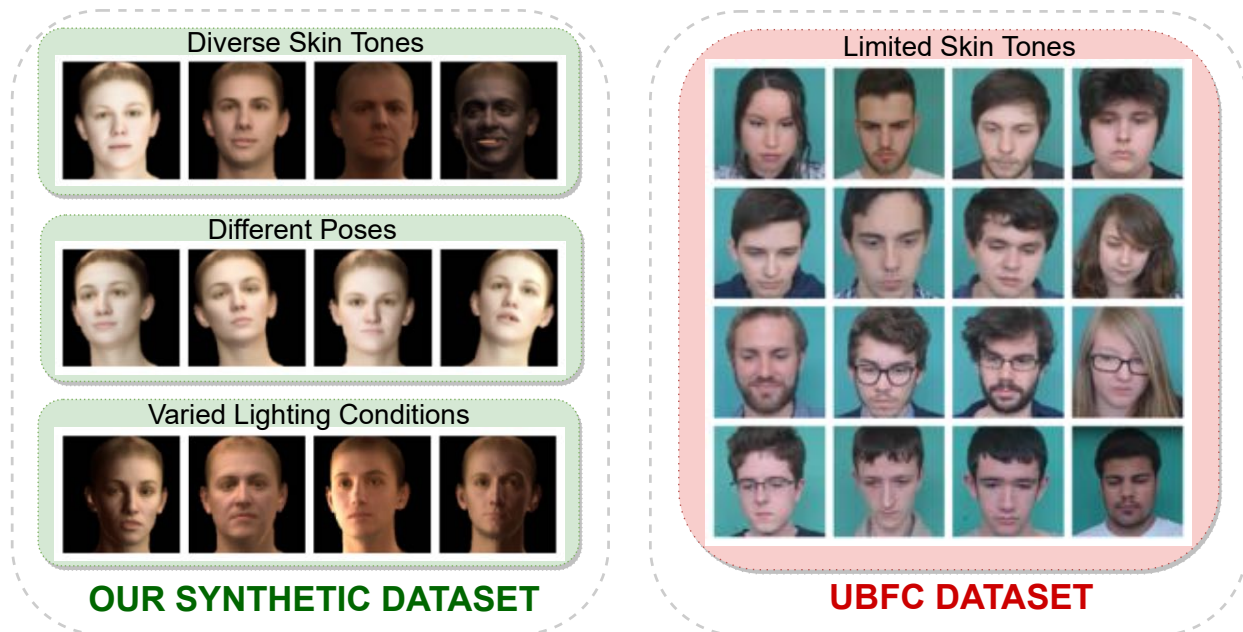 Diverse Skin Tones
Different Poses
Varied Lighting Conditions
OUR SYNTHETIC DATASET
Limited Skin Tones
UBFC DATASET